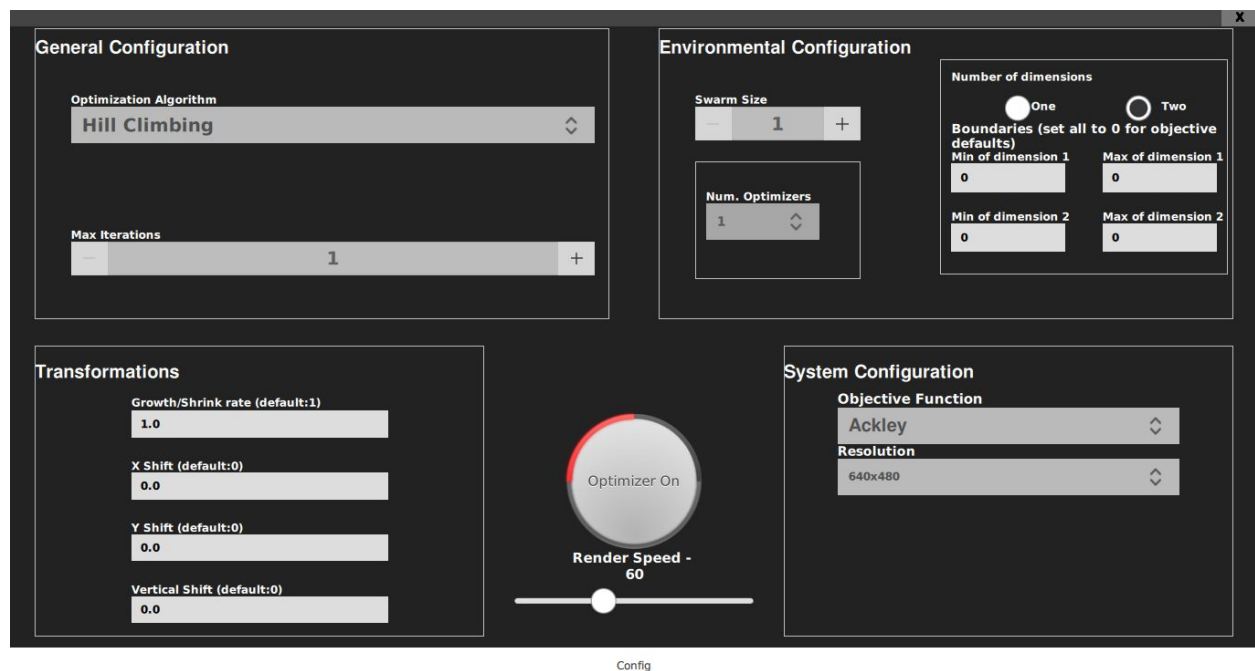 X
General Configuration
Optimization Algorithm
Hill Climbing
Max Iterations
− 1 +
Environmental Configuration
Swarm Size
− 1 +
Num. Optimizers
1
Number of dimensions
One Two
Boundaries (set all to 0 for objective
defaults)
Min of dimension 1 Max of dimension 1
0 0
Min of dimension 2 Max of dimension 2
0 0
Transformations
Growth/Shrink rate (default:1)
1.0
X Shift (default:0)
0.0
Y Shift (default:0)
0.0
Vertical Shift (default:0)
0.0
Optimizer On
Render Speed -
60
System Configuration
Objective Function
Ackley
Resolution
640x480
Config